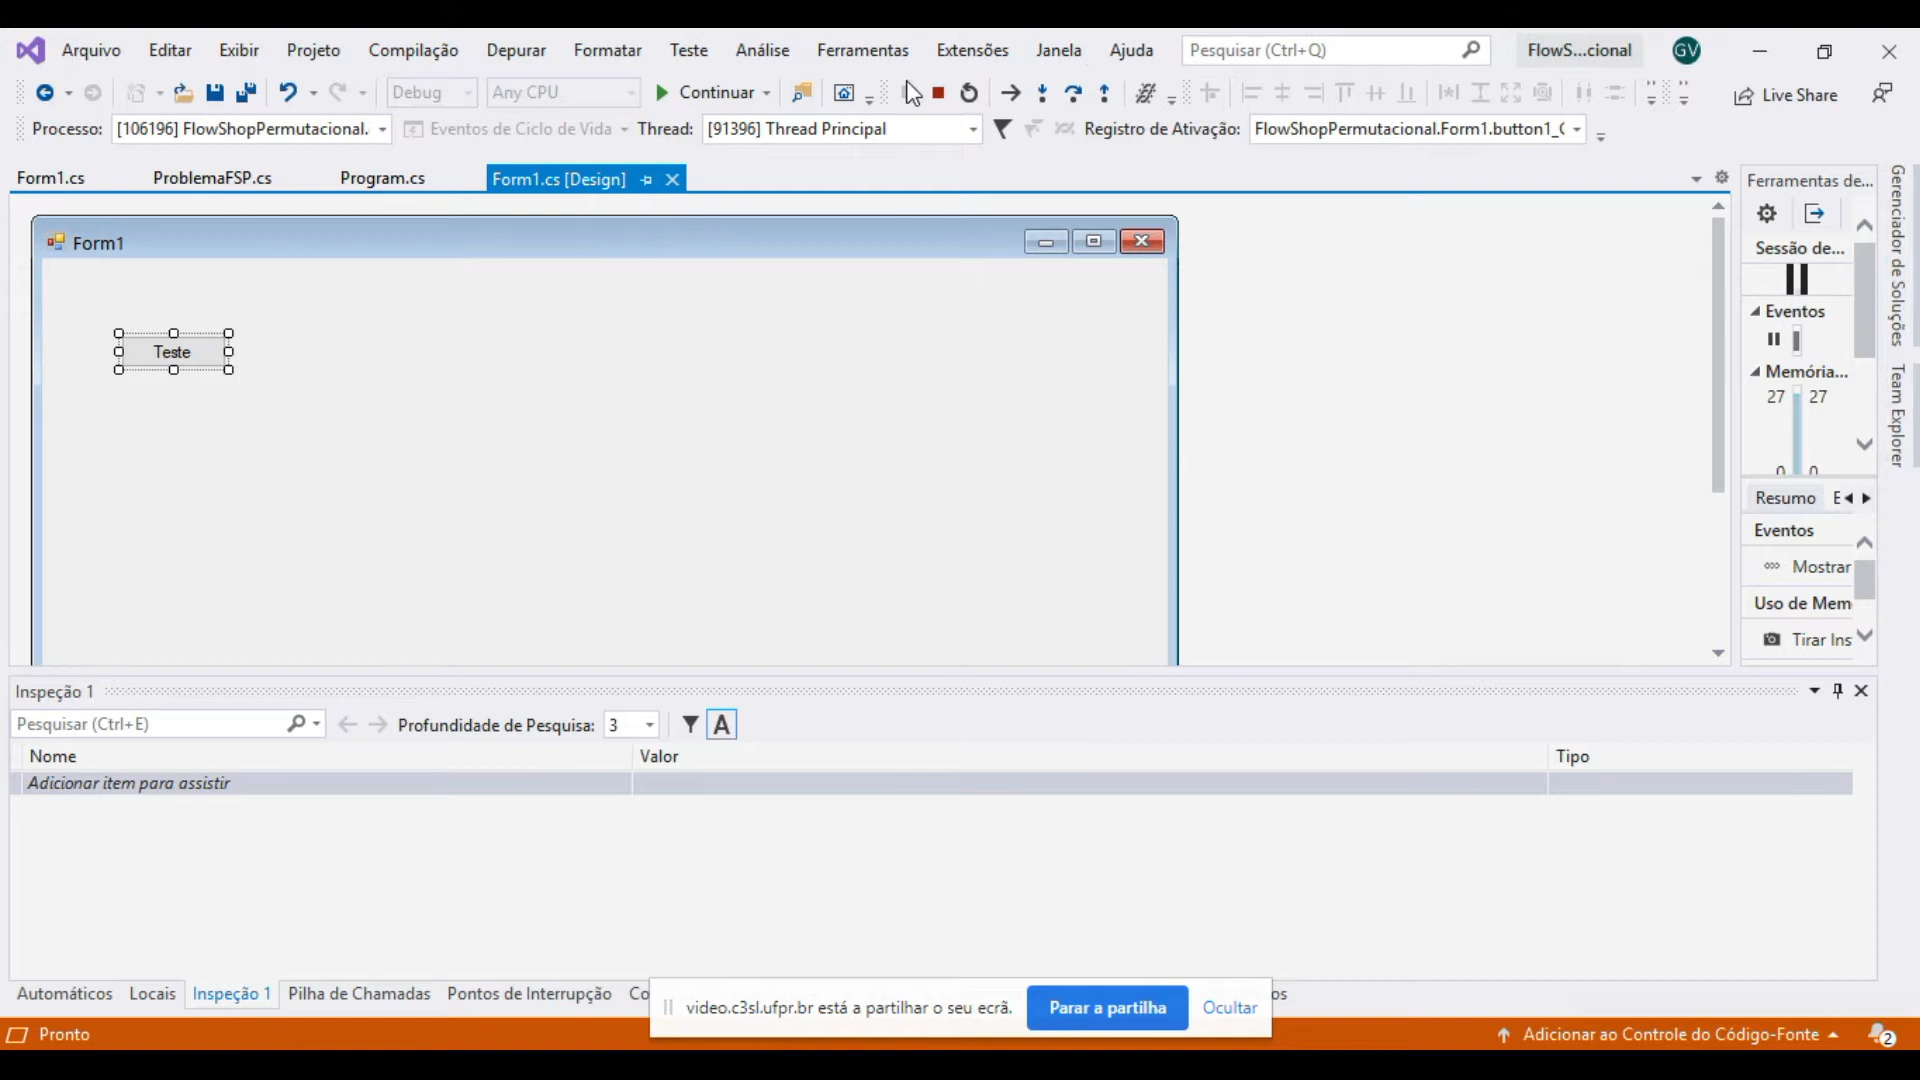 Arquivo Editar Exibir Projeto Compilação Depurar Formatar Teste Análise Ferramentas Extensões Janela Ajuda Pesquisar (Ctrl+Q) FlowS...cional GV
Debug Any CPU Continuar Live Share
Processo: [106196] FlowShopPermutacional. Eventos de Ciclo de Vida Thread: [91396] Thread Principal Registro de Ativação: FlowShopPermutacional.Form1.button1_C
Form1.cs ProblemaFSP.cs Program.cs Form1.cs [Design]
Form1
Teste
Ferramentas de...
Sessão de...
Eventos
Memória...
27 27
0 0
Resumo E
Eventos
Mostrar
Uso de Mem
Tirar Ins
Gerenciador de Soluções
Team Explorer
Inspeção 1
Pesquisar (Ctrl+E) Profundidade de Pesquisa: 3 A
Nome Valor Tipo
Adicionar item para assistir
Automáticos Locais Inspeção 1 Pilha de Chamadas Pontos de Interrupção Co os
video.c3sl.ufpr.br está a partilhar o seu ecrã. Parar a partilha Ocultar
Pronto Adicionar ao Controle do Código-Fonte 2